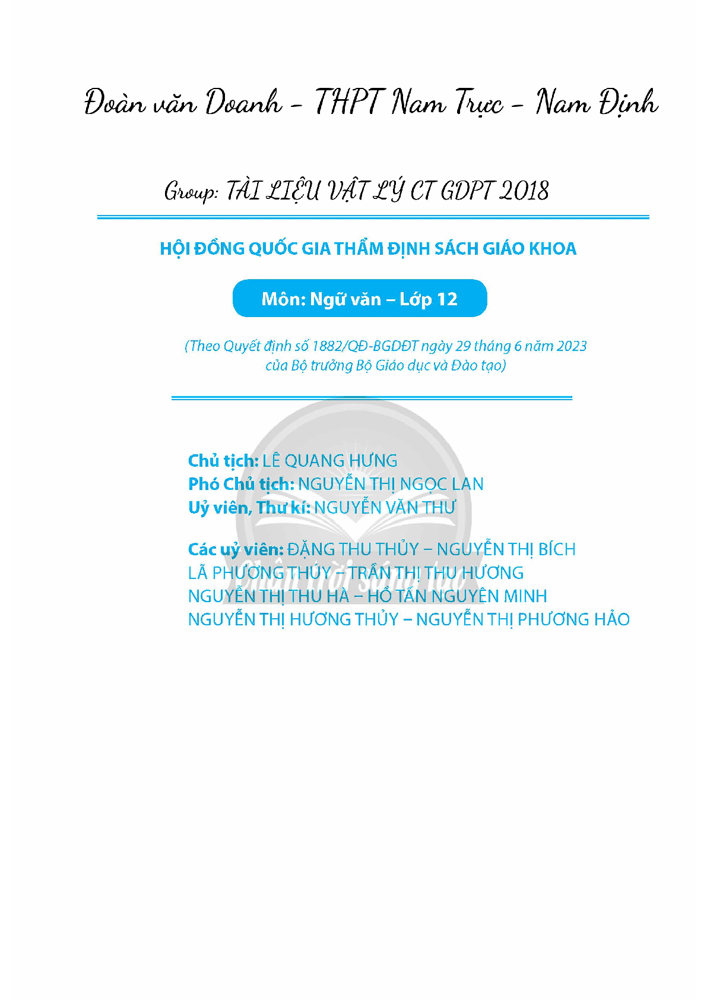 Đoàn văn Doanh - THPT Nam Trực - Nam Định
Group: TÀI LIỆU VẬT LÝ CT GDPT 2018
HỘI ĐỒNG QUỐC GIA THẨM ĐỊNH SÁCH GIÁO KHOA
Môn: Ngữ văn – Lớp 12
(Theo Quyết định số 1882/QĐ-BGDĐT ngày 29 tháng 6 năm 2023
của Bộ trưởng Bộ Giáo dục và Đào tạo)
Chủ tịch: LÊ QUANG HƯNG
Phó Chủ tịch: NGUYỄN THỊ NGỌC LAN
Uỷ viên, Thư kí: NGUYỄN VĂN THƯ
Các uỷ viên: ĐẶNG THU THỦY – NGUYỄN THỊ BÍCH
LÃ PHƯƠNG THÚY – TRẦN THỊ THU HƯƠNG
NGUYỄN THỊ THU HÀ – HỒ TẤN NGUYÊN MINH
NGUYỄN THỊ HƯƠNG THỦY – NGUYỄN THỊ PHƯƠNG HẢO
Chân trời sáng tạo